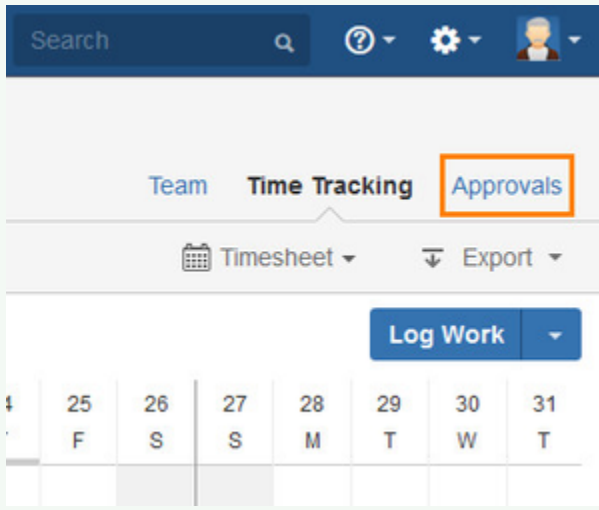 Search
Team Time Tracking Approvals
Timesheet Export
Log Work
25 26 27 28 29 30 31
F S S M T W T